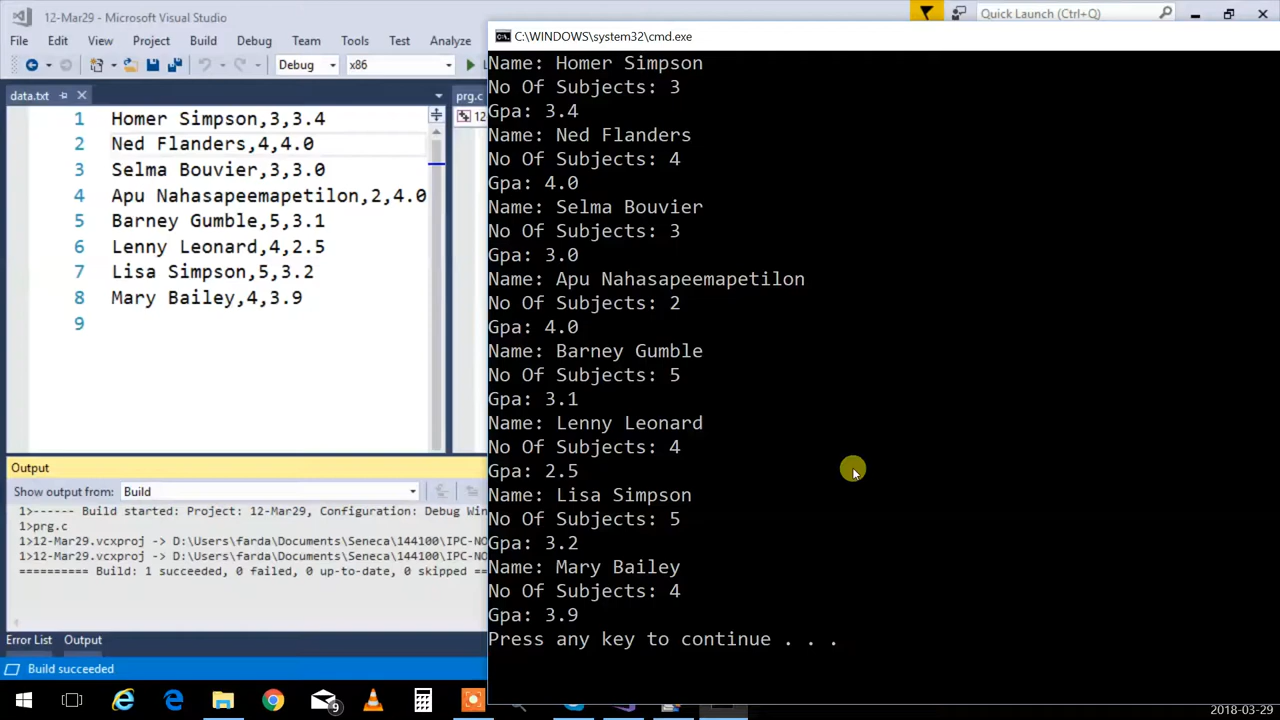 12-Mar29 - Microsoft Visual Studio
Quick Launch (Ctrl+Q)
File Edit View Project Build Debug Team Tools Test Analyze
Debug x86
data.txt
prg.c
12
1 Homer Simpson,3,3.4
2 Ned Flanders,4,4.0
3 Selma Bouvier,3,3.0
4 Apu Nahasapeemapetilon,2,4.0
5 Barney Gumble,5,3.1
6 Lenny Leonard,4,2.5
7 Lisa Simpson,5,3.2
8 Mary Bailey,4,3.9
9
Output
Show output from: Build
1>------ Build started: Project: 12-Mar29, Configuration: Debug Win
1>prg.c
1>12-Mar29.vcxproj -> D:\Users\farda\Documents\Seneca\144100\IPC-NO
1>12-Mar29.vcxproj -> D:\Users\farda\Documents\Seneca\144100\IPC-NO
========== Build: 1 succeeded, 0 failed, 0 up-to-date, 0 skipped ==
Error List Output
Build succeeded
C:\WINDOWS\system32\cmd.exe
Name: Homer Simpson
No Of Subjects: 3
Gpa: 3.4
Name: Ned Flanders
No Of Subjects: 4
Gpa: 4.0
Name: Selma Bouvier
No Of Subjects: 3
Gpa: 3.0
Name: Apu Nahasapeemapetilon
No Of Subjects: 2
Gpa: 4.0
Name: Barney Gumble
No Of Subjects: 5
Gpa: 3.1
Name: Lenny Leonard
No Of Subjects: 4
Gpa: 2.5
Name: Lisa Simpson
No Of Subjects: 5
Gpa: 3.2
Name: Mary Bailey
No Of Subjects: 4
Gpa: 3.9
Press any key to continue . . .
9
2018-03-29